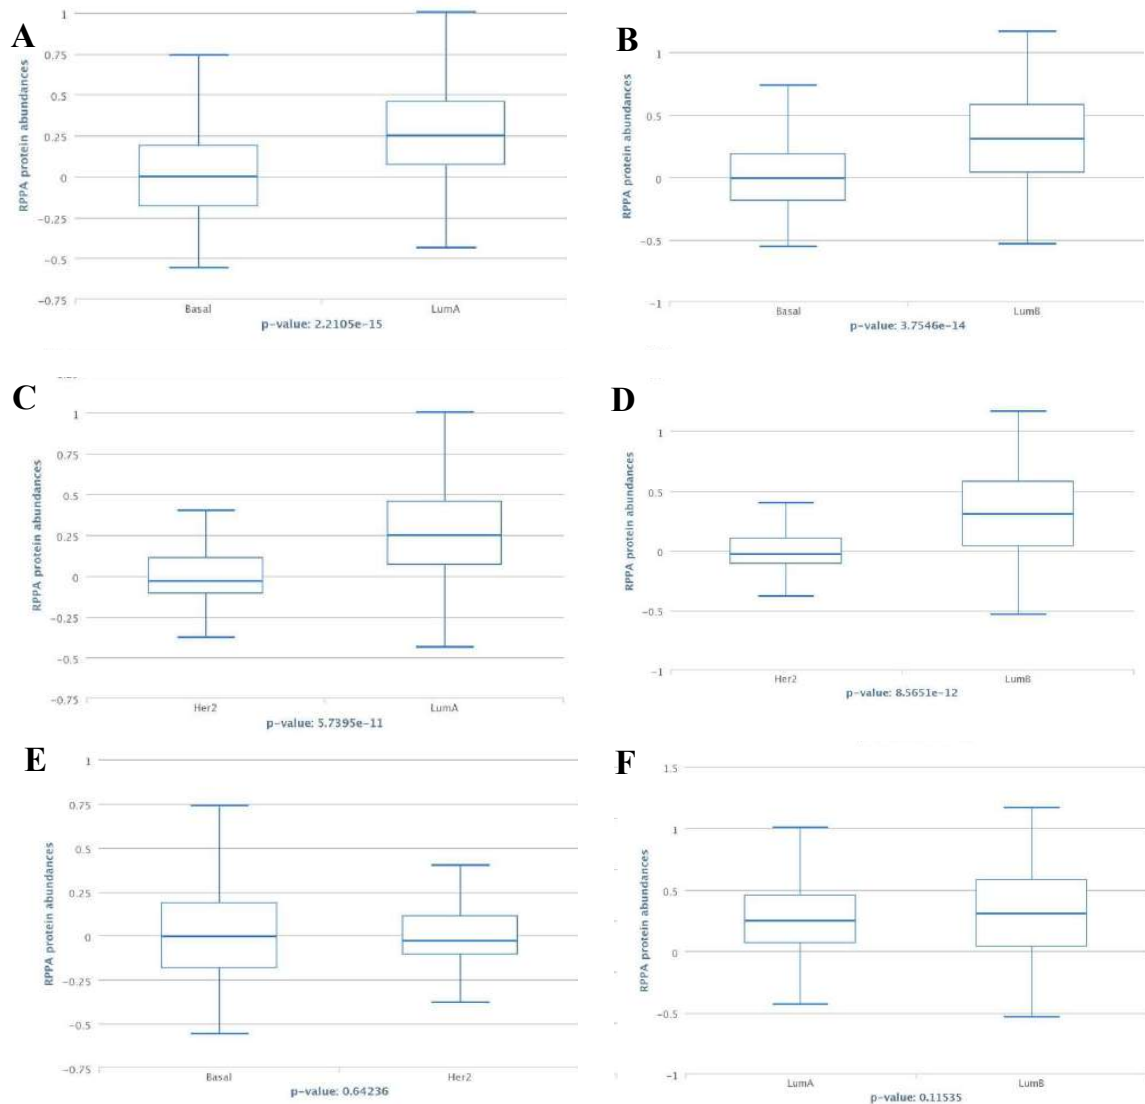 A
RPPA protein abundances
1
0.75
0.5
0.25
0
−0.25
−0.5
−0.75
Basal
LumA
p-value: 2.2105e-15
B
RPPA protein abundances
1
0.5
0
−0.5
−1
Basal
LumB
p-value: 3.7546e-14
C
RPPA protein abundances
1
0.75
0.5
0.25
0
−0.25
−0.5
−0.75
Her2
LumA
p-value: 5.7395e-11
D
RPPA protein abundances
1
0.5
0
−0.5
−1
Her2
LumB
p-value: 8.5651e-12
E
RPPA protein abundances
1
0.75
0.5
0.25
0
−0.25
−0.5
−0.75
Basal
Her2
p-value: 0.64236
F
RPPA protein abundances
1.5
1
0.5
0
−0.5
−1
LumA
LumB
p-value: 0.11535